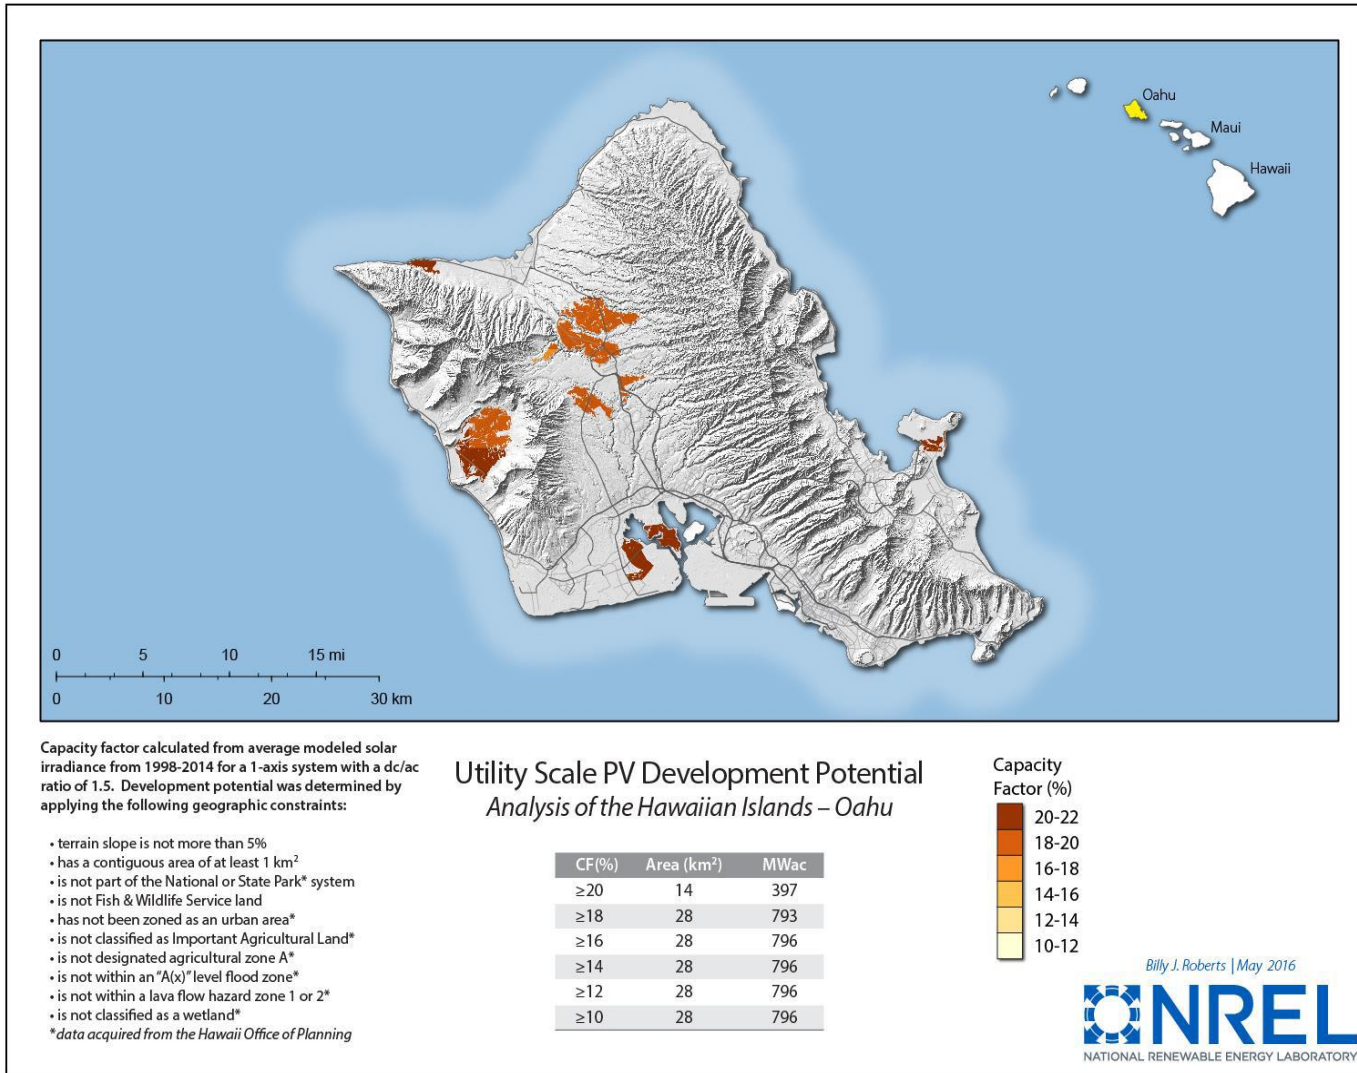 Oahu
Maui
Hawaii
0 5 10 15 mi
0 10 20 30 km
Capacity factor calculated from average modeled solar
irradiance from 1998-2014 for a 1-axis system with a dc/ac
ratio of 1.5. Development potential was determined by
applying the following geographic constraints:
• terrain slope is not more than 5%
• has a contiguous area of at least 1 km²
• is not part of the National or State Park* system
• is not Fish & Wildlife Service land
• has not been zoned as an urban area*
• is not classified as Important Agricultural Land*
• is not designated agricultural zone A*
• is not within an "A(x)" level flood zone*
• is not within a lava flow hazard zone 1 or 2*
• is not classified as a wetland*
*data acquired from the Hawaii Office of Planning
Utility Scale PV Development Potential
Analysis of the Hawaiian Islands – Oahu
CF(%) Area (km²) MWac
≥20 14 397
≥18 28 793
≥16 28 796
≥14 28 796
≥12 28 796
≥10 28 796
Capacity
Factor (%)
20-22
18-20
16-18
14-16
12-14
10-12
Billy J. Roberts | May 2016
NREL
NATIONAL RENEWABLE ENERGY LABORATORY